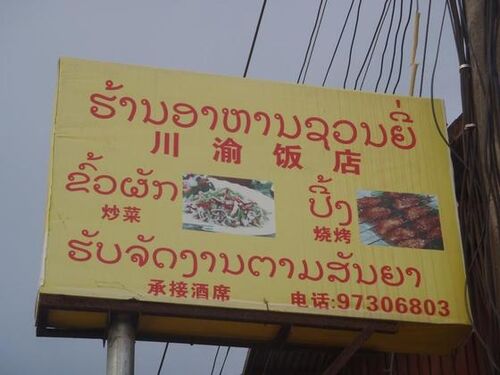 ຮ້ານອາຫານຊວນຍີ່
川渝饭店
ຂົ້ວຜັກ
炒菜
ປີ້ງ
烧烤
ຮັບຈັດງານຕາມສັນຍາ
承接酒席 电话:97306803